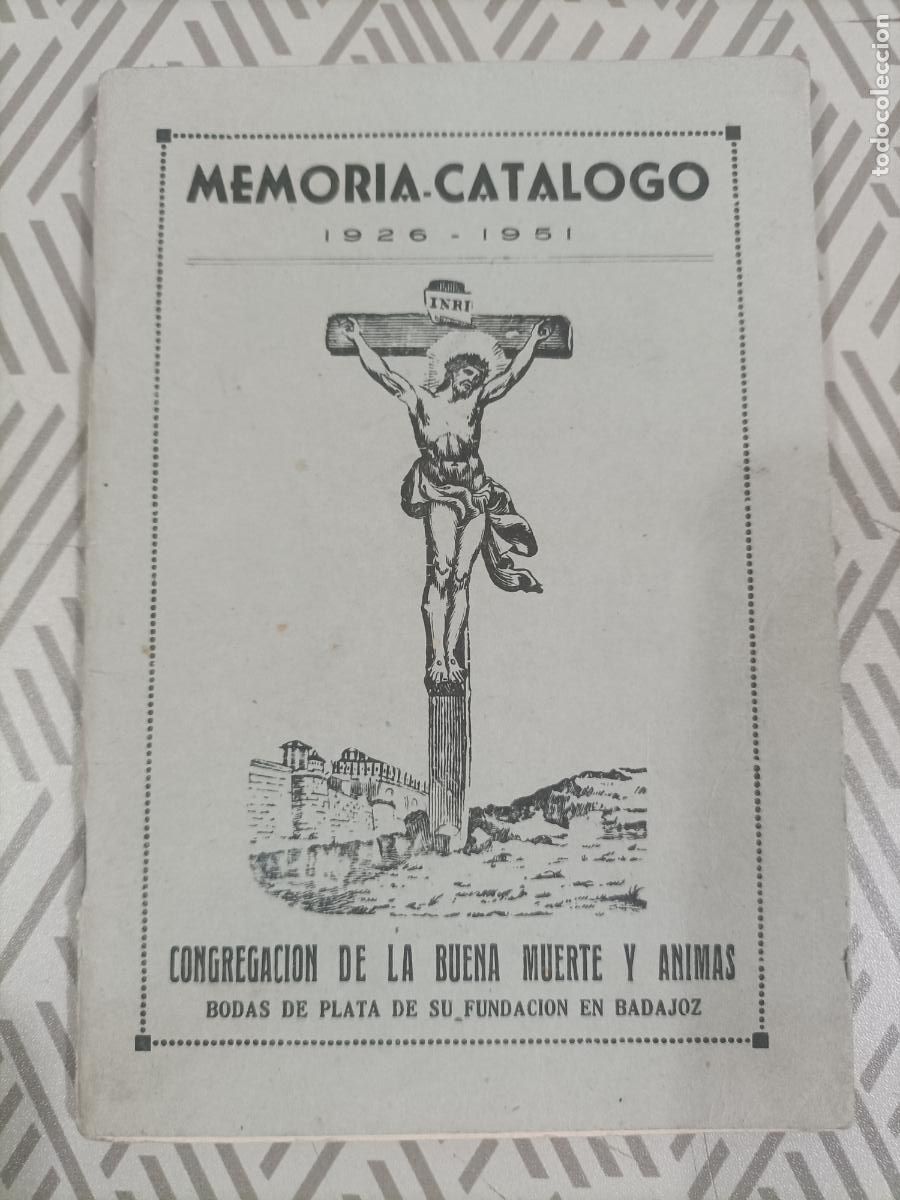 MEMORIA-CATALOGO
1926 - 1951
INRI
CONGREGACION DE LA BUENA MUERTE Y ANIMAS
BODAS DE PLATA DE SU FUNDACION EN BADAJOZ
todocoleccion